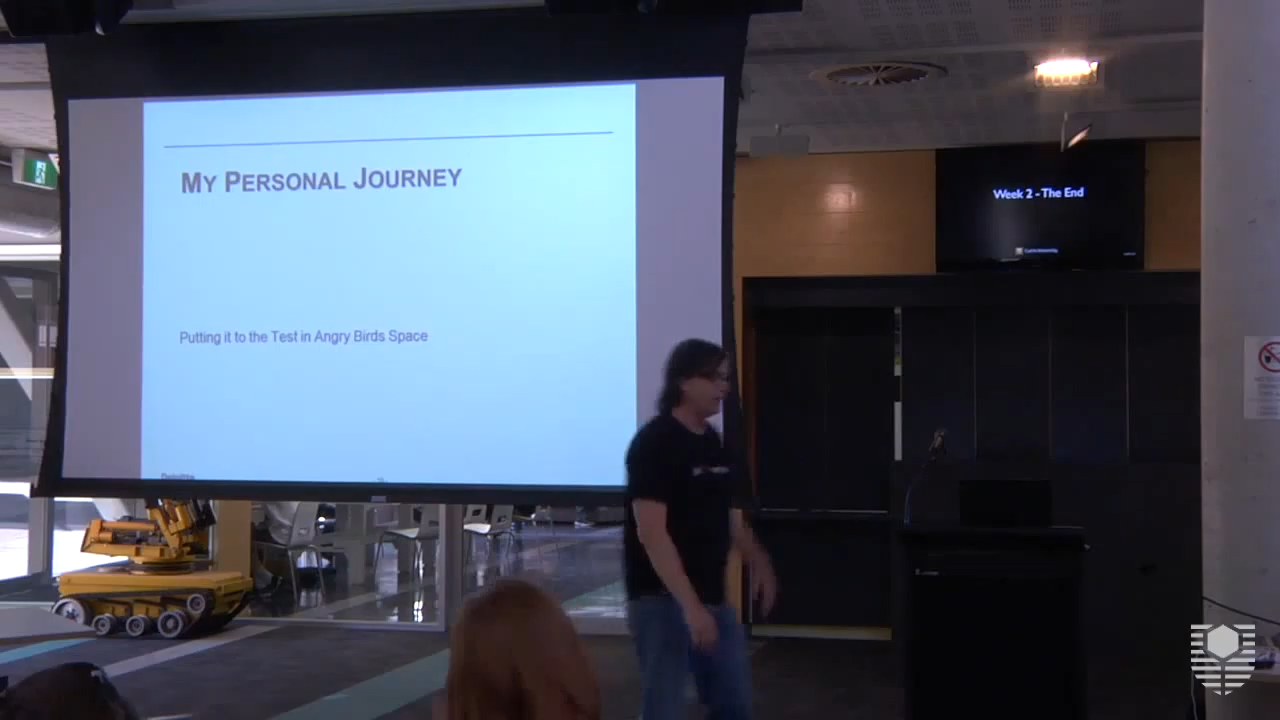 MY PERSONAL JOURNEY
Putting it to the Test in Angry Birds Space
Week 2 - The End